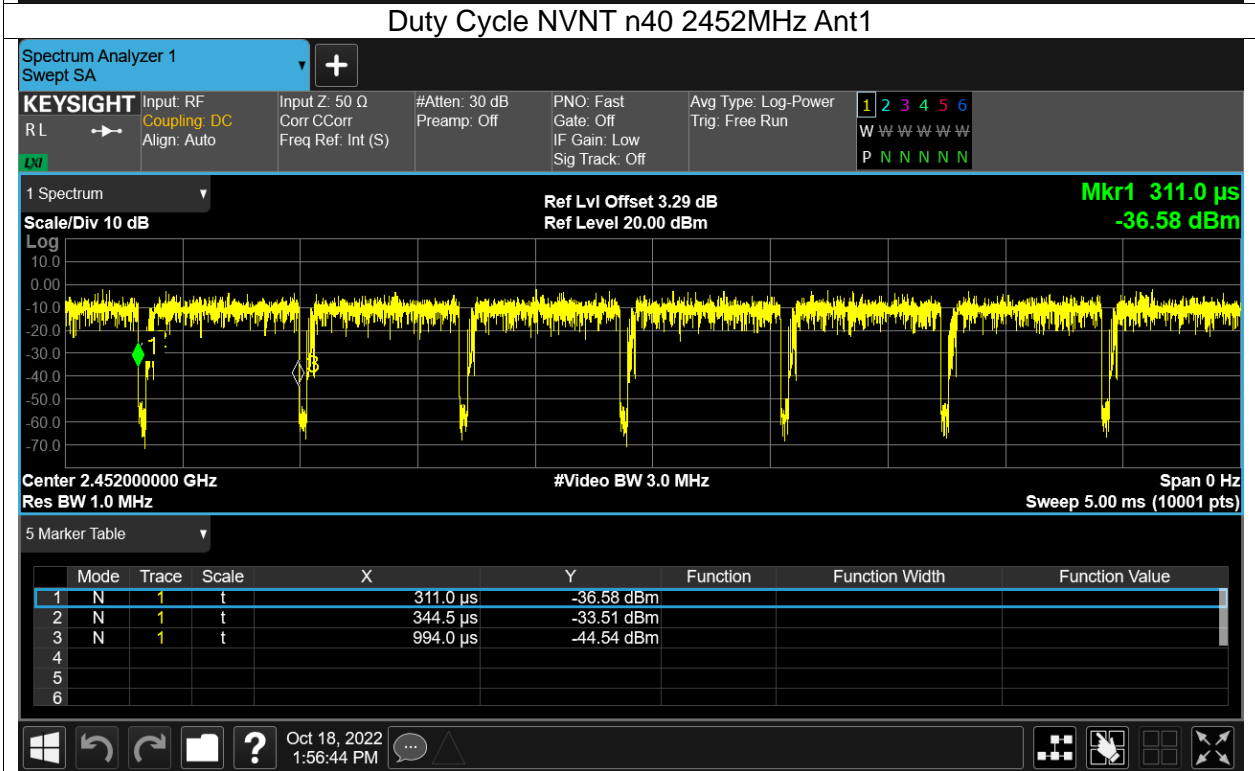 Duty Cycle NVNT n40 2452MHz Ant1
Spectrum Analyzer 1
Swept SA
▼
+
KEYSIGHT
RL
LXI
Input: RF
Coupling: DC
Align: Auto
Input Z: 50 Ω
Corr CCorr
Freq Ref: Int (S)
#Atten: 30 dB
Preamp: Off
PNO: Fast
Gate: Off
IF Gain: Low
Sig Track: Off
Avg Type: Log-Power
Trig: Free Run
1 2 3 4 5 6
W W W W W W
P N N N N N
1 Spectrum ▼
Scale/Div 10 dB
Ref Lvl Offset 3.29 dB
Ref Level 20.00 dBm
Mkr1 311.0 µs
-36.58 dBm
Log
10.0
0.00
-10.0
-20.0
-30.0
-40.0
-50.0
-60.0
-70.0
1
3
Center 2.452000000 GHz
Res BW 1.0 MHz
#Video BW 3.0 MHz
Span 0 Hz
Sweep 5.00 ms (10001 pts)
5 Marker Table ▼
Mode Trace Scale X Y Function Function Width Function Value
1 N 1 t 311.0 µs -36.58 dBm
2 N 1 t 344.5 µs -33.51 dBm
3 N 1 t 994.0 µs -44.54 dBm
4
5
6
?
Oct 18, 2022
1:56:44 PM